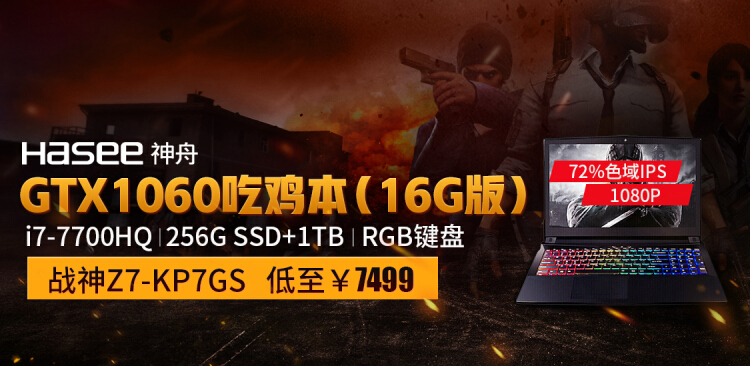 Hasee 神舟
GTX1060吃鸡本（16G版）
i7-7700HQ | 256G SSD+1TB | RGB键盘
战神Z7-KP7GS 低至￥7499
72%色域IPS
1080P